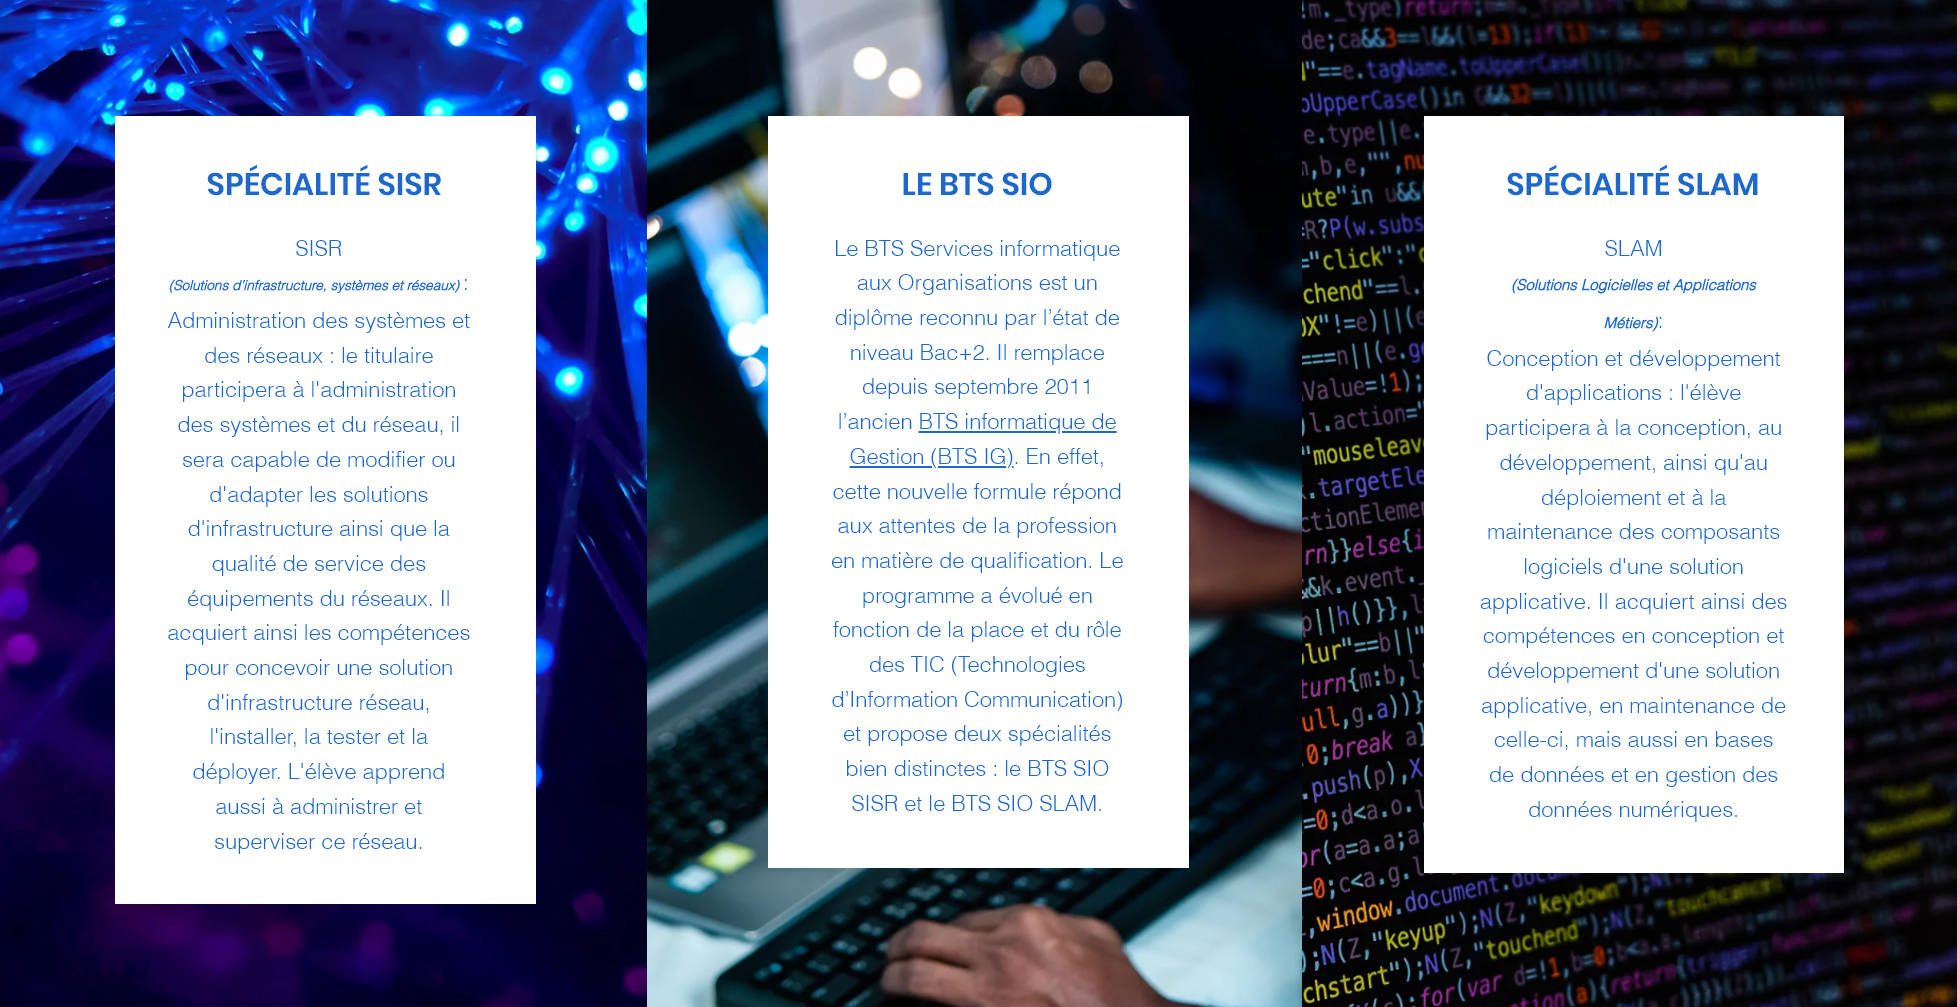 SPÉCIALITÉ SISR
SISR
(Solutions d'infrastructure, systèmes et réseaux) :
Administration des systèmes et
des réseaux : le titulaire
participera à l'administration
des systèmes et du réseau, il
sera capable de modifier ou
d'adapter les solutions
d'infrastructure ainsi que la
qualité de service des
équipements du réseaux. Il
acquiert ainsi les compétences
pour concevoir une solution
d'infrastructure réseau,
l'installer, la tester et la
déployer. L'élève apprend
aussi à administrer et
superviser ce réseau.
LE BTS SIO
Le BTS Services informatique
aux Organisations est un
diplôme reconnu par l’état de
niveau Bac+2. Il remplace
depuis septembre 2011
l’ancien BTS informatique de
Gestion (BTS IG). En effet,
cette nouvelle formule répond
aux attentes de la profession
en matière de qualification. Le
programme a évolué en
fonction de la place et du rôle
des TIC (Technologies
d’Information Communication)
et propose deux spécialités
bien distinctes : le BTS SIO
SISR et le BTS SIO SLAM.
SPÉCIALITÉ SLAM
SLAM
(Solutions Logicielles et Applications
Métiers):
Conception et développement
d'applications : l'élève
participera à la conception, au
développement, ainsi qu'au
déploiement et à la
maintenance des composants
logiciels d'une solution
applicative. Il acquiert ainsi des
compétences en conception et
développement d'une solution
applicative, en maintenance de
celle-ci, mais aussi en bases
de données et en gestion des
données numériques.